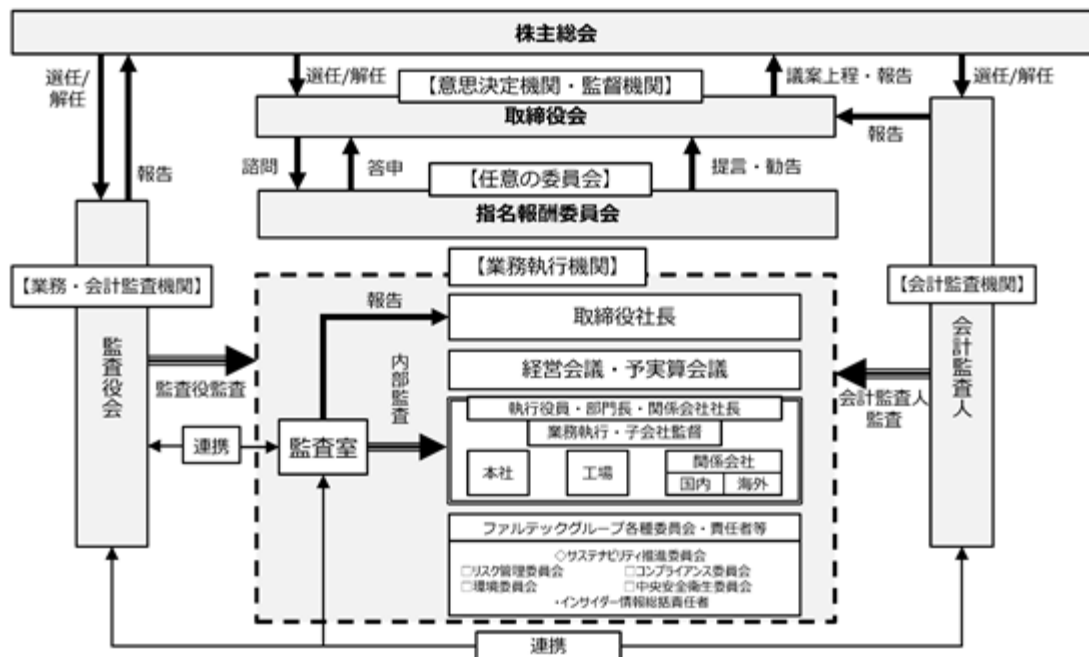 株主総会
選任/
解任
報告
選任/解任
【意思決定機関・監督機関】
議案上程・報告
選任/解任
取締役会
報告
諮問
答申
【任意の委員会】
提言・勧告
指名報酬委員会
【業務・会計監査機関】
監査役会
【業務執行機関】
【会計監査機関】
会計監査人
報告
取締役社長
監査役監査
内部監査
経営会議・予実算会議
会計監査人
監査
執行役員・部門長・関係会社社長
業務執行・子会社監督
連携
監査室
本社
工場
関係会社
国内
海外
ファルテックグループ各種委員会・責任者等
◇サステナビリティ推進委員会
□リスク管理委員会
□コンプライアンス委員会
□環境委員会
□中央安全衛生委員会
・インサイダー情報総括責任者
連携